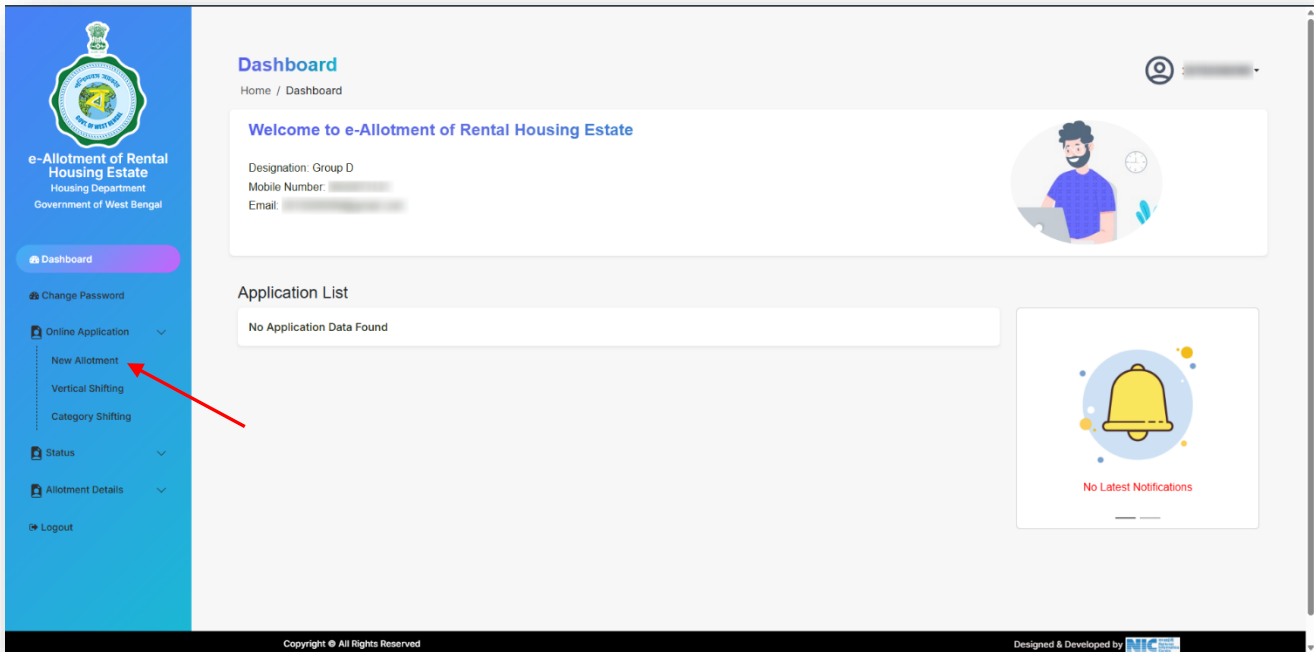 e-Allotment of Rental
Housing Estate
Housing Department
Government of West Bengal
Dashboard
Change Password
Online Application
New Allotment
Vertical Shifting
Category Shifting
Status
Allotment Details
Logout
Dashboard
Home / Dashboard
Welcome to e-Allotment of Rental Housing Estate
Designation: Group D
Mobile Number:
Email:
Application List
No Application Data Found
No Latest Notifications
Copyright © All Rights Reserved
Designed & Developed by NIC